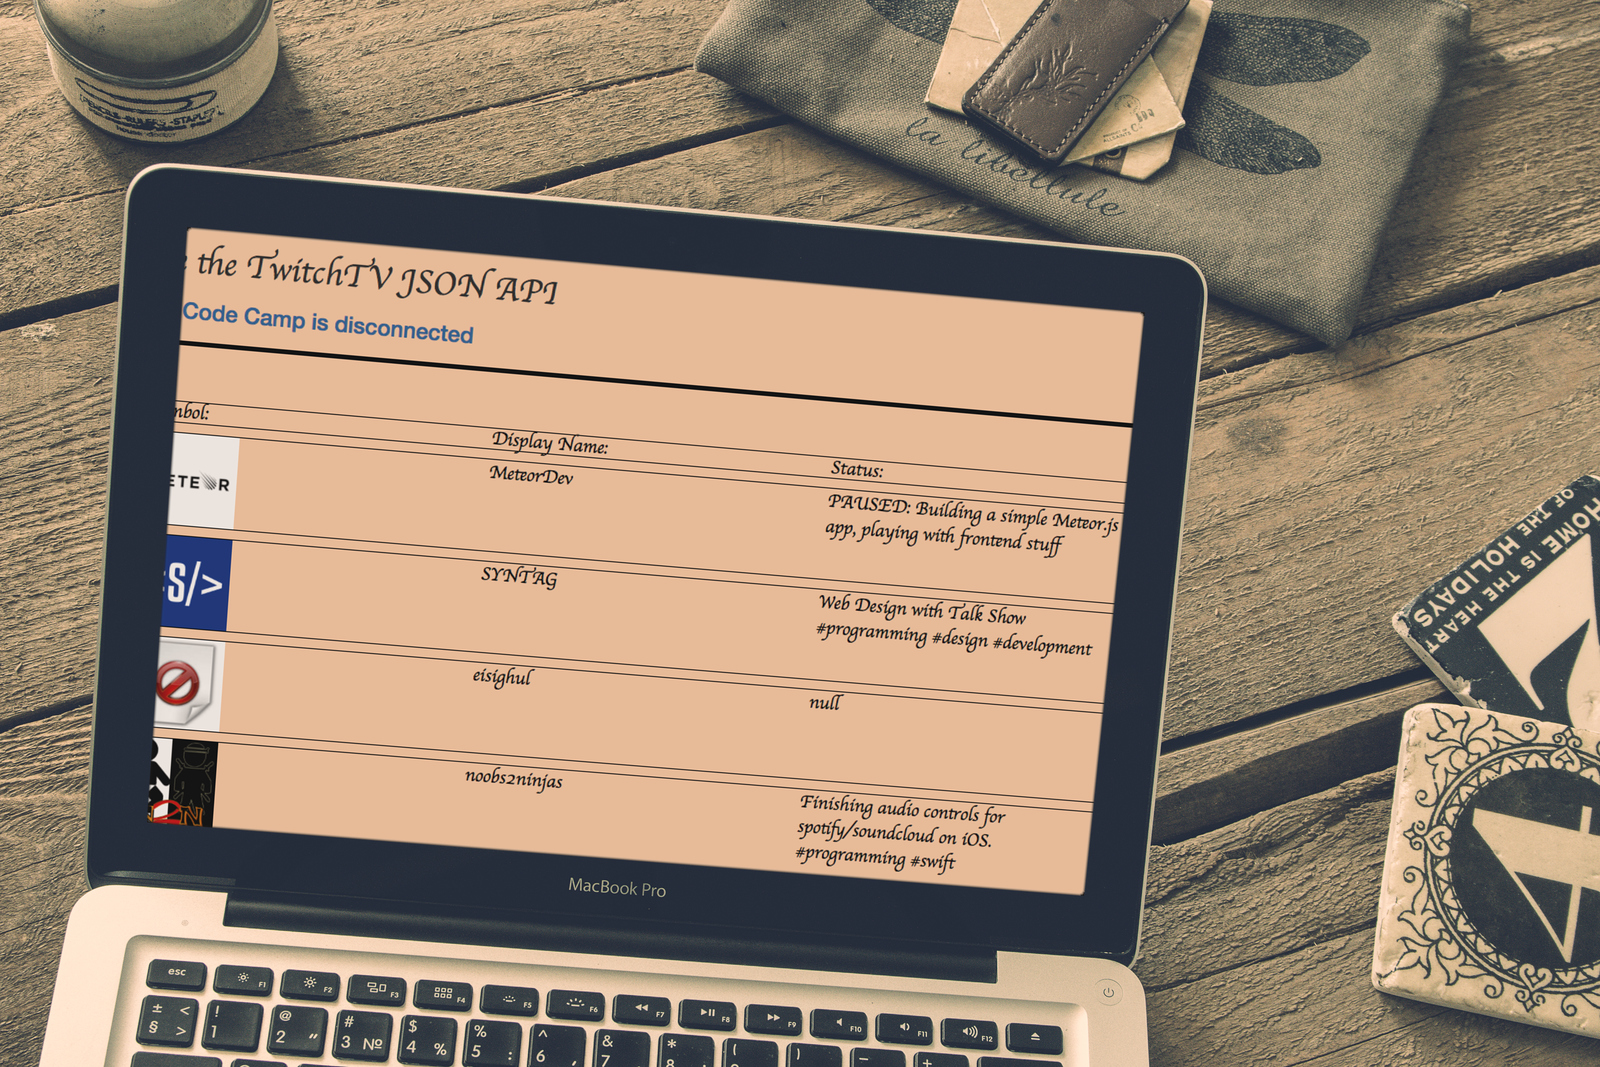 la libellule
the TwitchTV JSON API
Code Camp is disconnected
mbol:
Display Name:
Status:
ETEOR
MeteorDev
PAUSED: Building a simple Meteor.js
app, playing with frontend stuff
S/>
SYNTAG
Web Design with Talk Show
#programming #design #development
eisighul
null
noobs2ninjas
Finishing audio controls for
spotify/soundcloud on iOS.
#programming #swift
MacBook Pro
HOME IS THE HEART
OF THE HOLIDAYS
esc F1 F2 F3 F4 F5 F6 F7 F8 F9 F10 F11 F12
± § < > ! 1 @ 2 # 3 № $ 4 % % 5 : ^ 6 , & 7 * 8 ( ) – +